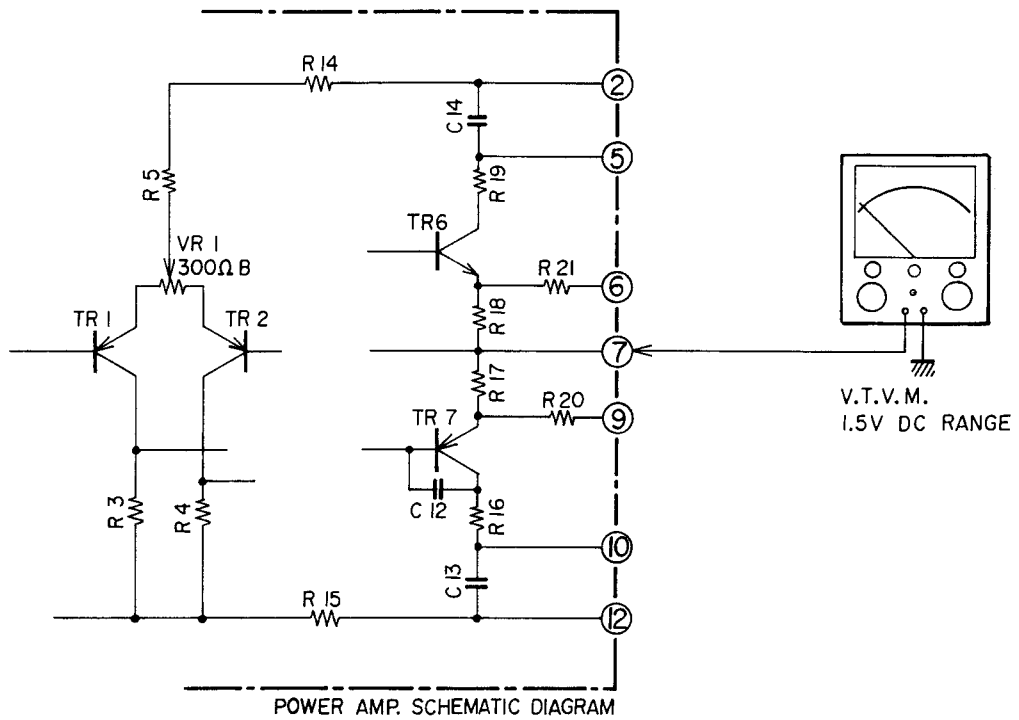 R 14
2
C 14
5
R 5
R 19
TR6
VR 1
300Ω B
R 21
6
TR 1
TR 2
R 18
7
R 17
R 20
9
TR 7
V.T.V.M.
1.5V DC RANGE
C 12
R 3
R 4
R 16
10
C 13
R 15
12
POWER AMP. SCHEMATIC DIAGRAM